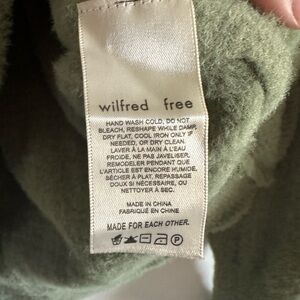 wilfred free
HAND WASH COLD, DO NOT
BLEACH, RESHAPE WHILE DAMP,
DRY FLAT, COOL IRON ONLY IF
NEEDED, OR DRY CLEAN.
LAVER À LA MAIN À L'EAU
FROIDE, NE PAS JAVELISER,
REMODELER PENDANT QUE
L'ARTICLE EST ENCORE HUMIDE,
SÉCHER À PLAT, REPASSAGE
DOUX SI NÉCESSAIRE, OU
NETTOYER À SEC.
MADE IN CHINA
FABRIQUÉ EN CHINE
MADE FOR EACH OTHER.
P